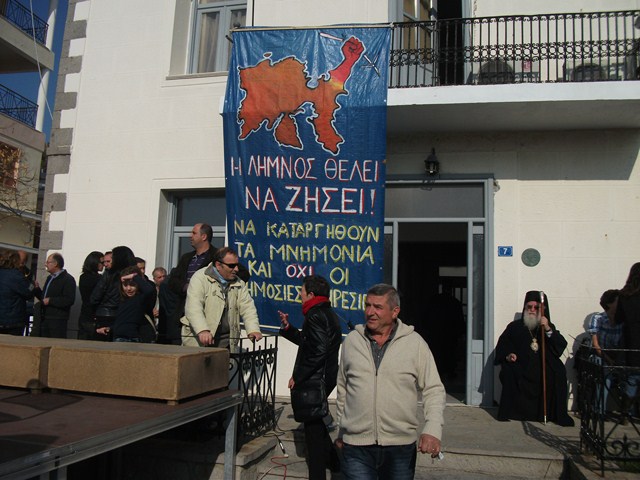 Η ΛΗΜΝΟΣ ΘΕΛΕΙ
ΝΑ ΖΗΣΕΙ!!
ΝΑ ΚΑΤΑΡΓΗΘΟΥΝ
ΤΑ ΜΝΗΜΟΝΙΑ
ΚΑΙ ΟΧΙ ΟΙ
7